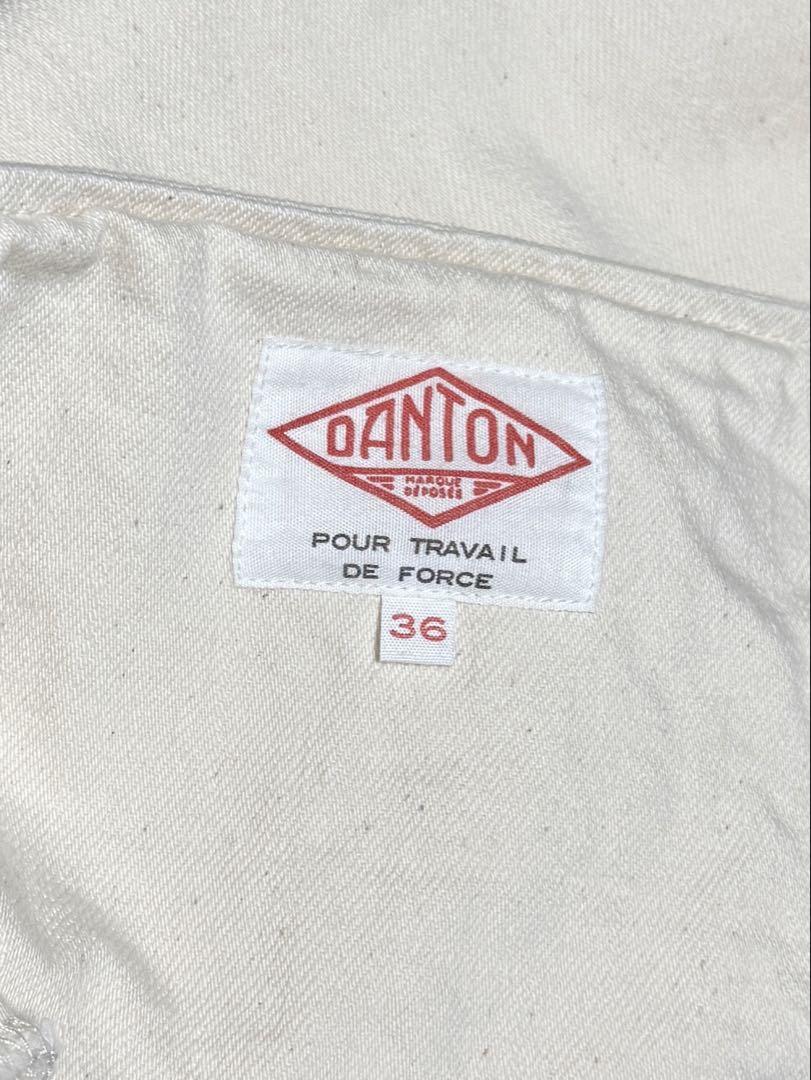 DANTON
MARQUE
DÉPOSÉE
POUR TRAVAIL
DE FORCE
36